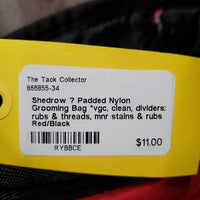 The Tack Collector
866855-34
Shedrow ? Padded Nylon
Grooming Bag *vgc, clean, dividers:
rubs & threads, mnr stains & rubs
Red/Black
$11.00
RYBBCE